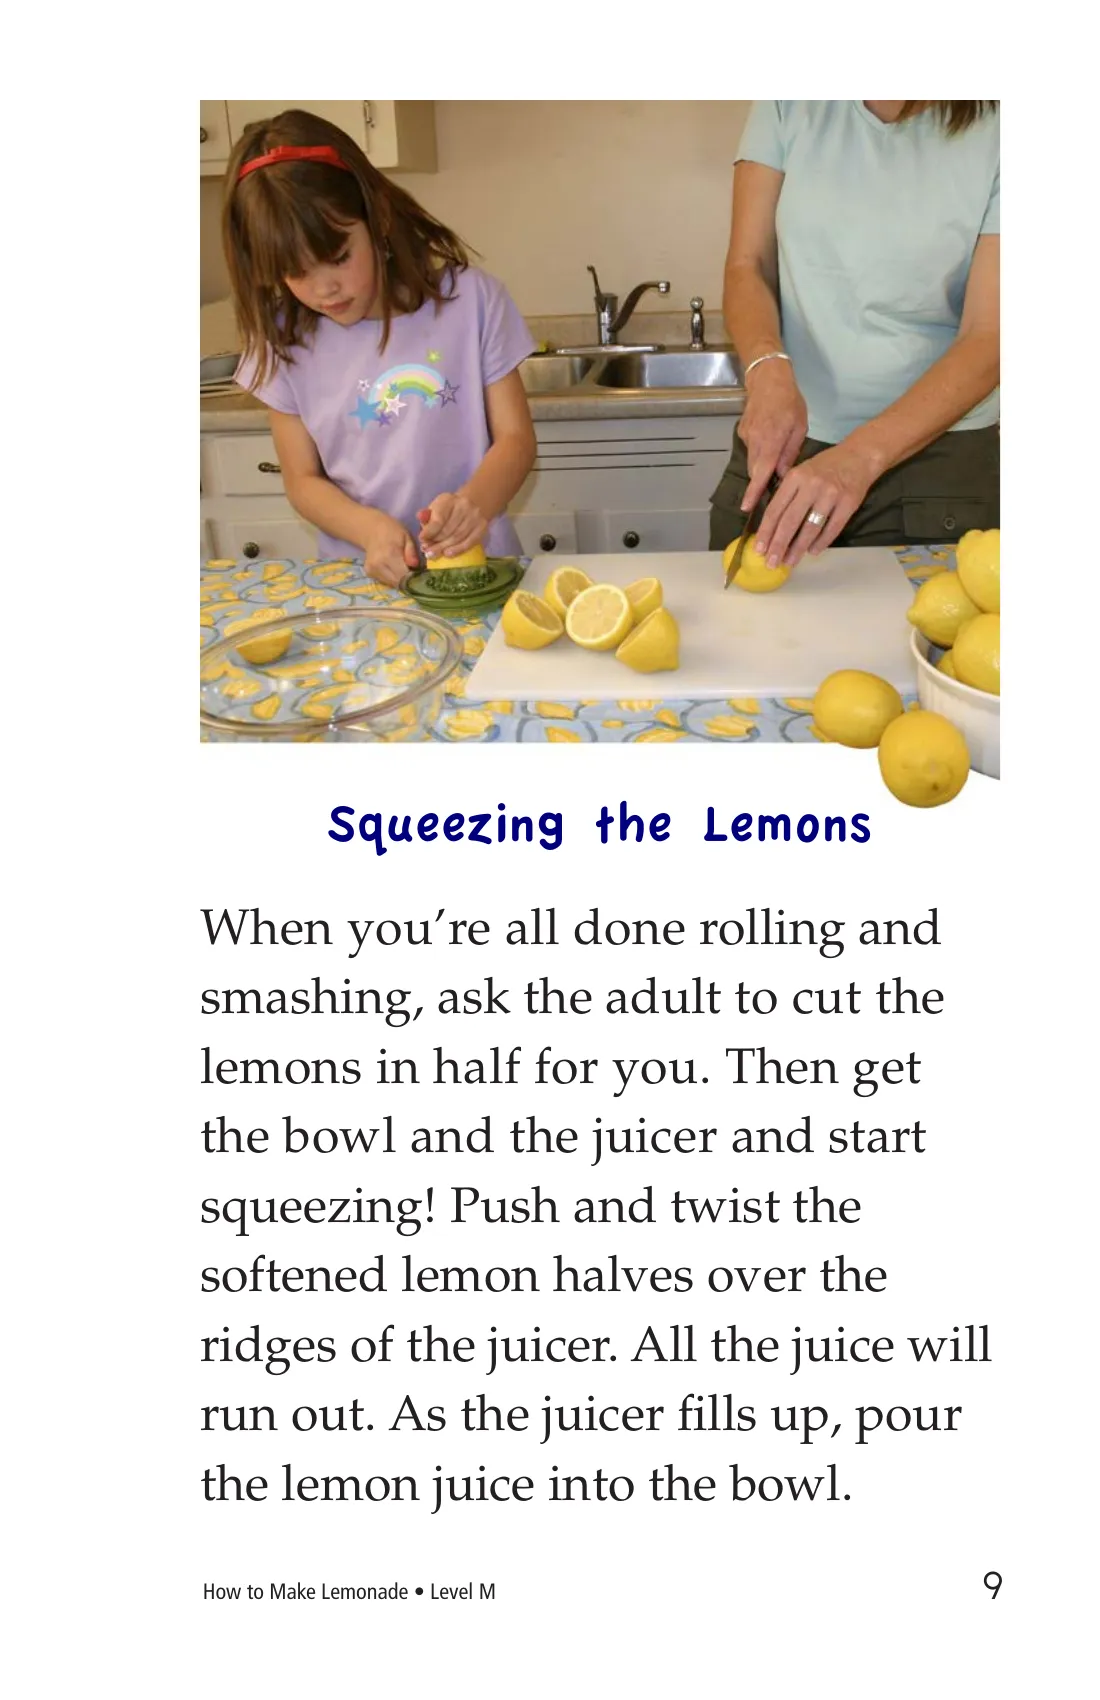 Squeezing the Lemons
When you’re all done rolling and
smashing, ask the adult to cut the
lemons in half for you. Then get
the bowl and the juicer and start
squeezing! Push and twist the
softened lemon halves over the
ridges of the juicer. All the juice will
run out. As the juicer fills up, pour
the lemon juice into the bowl.
How to Make Lemonade • Level M
9